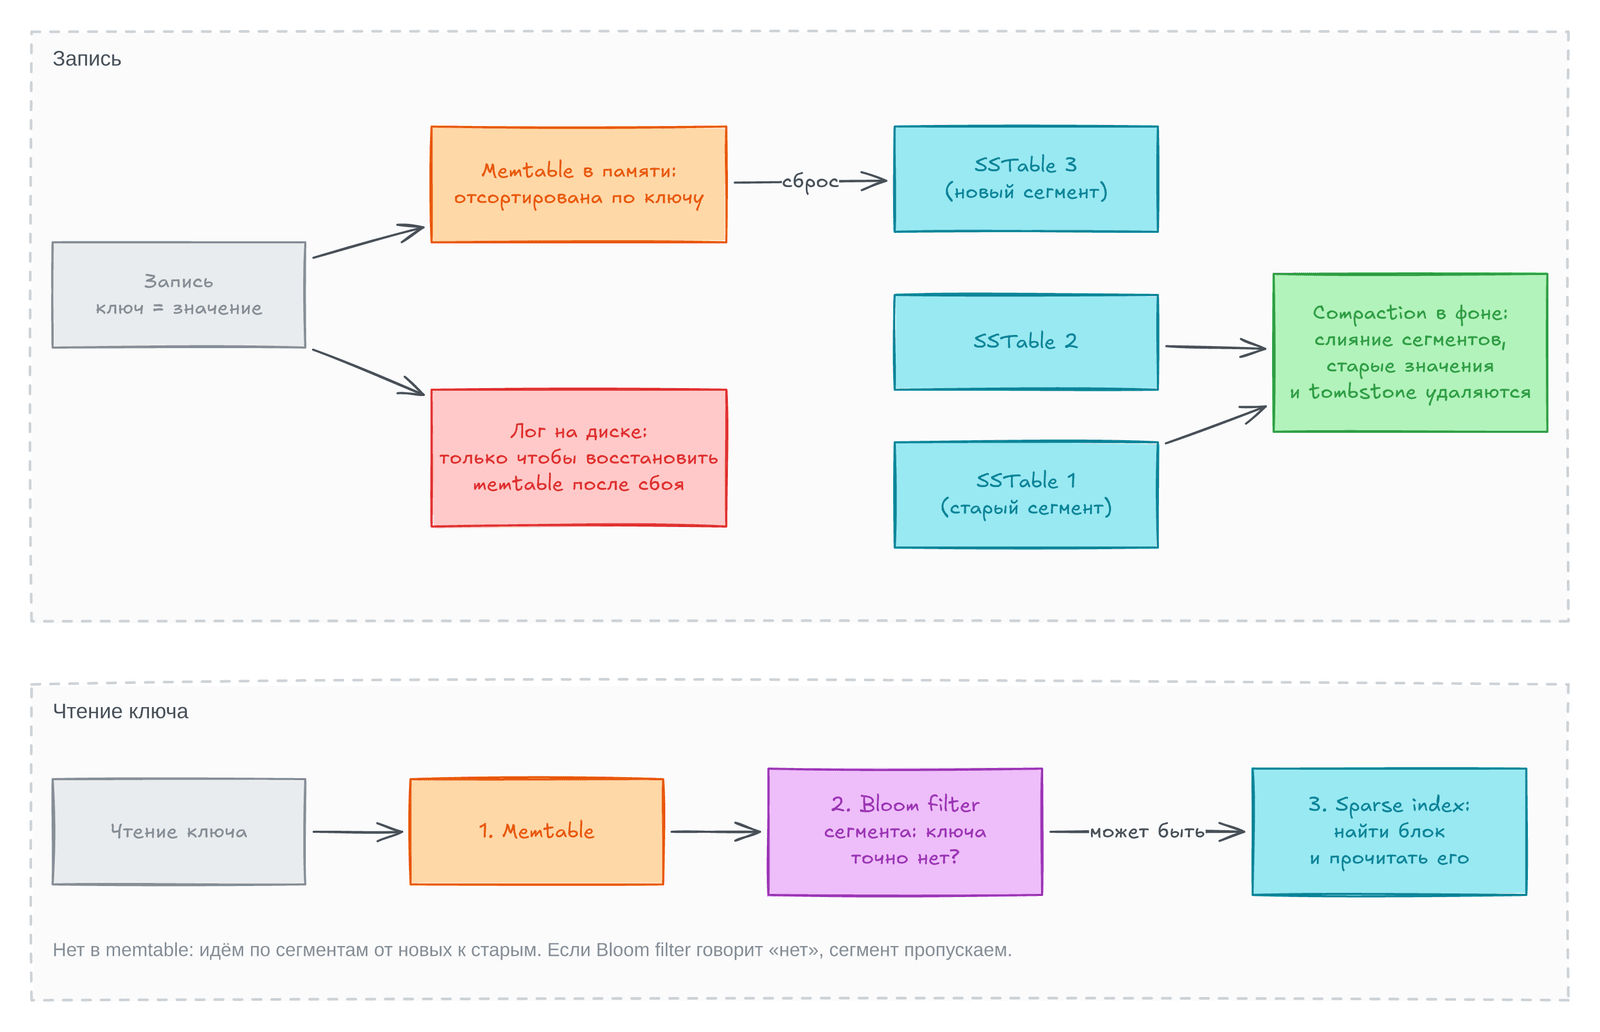 Запись
Memtable в памяти:
отсортирована по ключу
сброс
SSTable 3
(новый сегмент)
Запись
ключ = значение
SSTable 2
Compaction в фоне:
слияние сегментов,
старые значения
и tombstone удаляются
Лог на диске:
только чтобы восстановить
memtable после сбоя
SSTable 1
(старый сегмент)
Чтение ключа
Чтение ключа
1. Memtable
2. Bloom filter
сегмента: ключа
точно нет?
может быть
3. Sparse index:
найти блок
и прочитать его
Нет в memtable: идём по сегментам от новых к старым. Если Bloom filter говорит «нет», сегмент пропускаем.